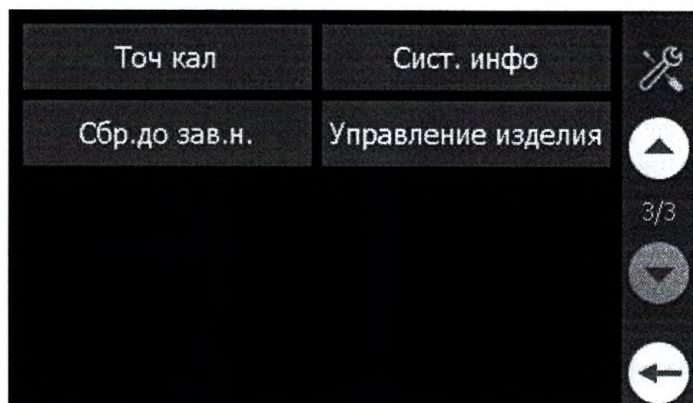 Точ кал
Сист. инфо
Сбр.до зав.н.
Управление изделия
3/3